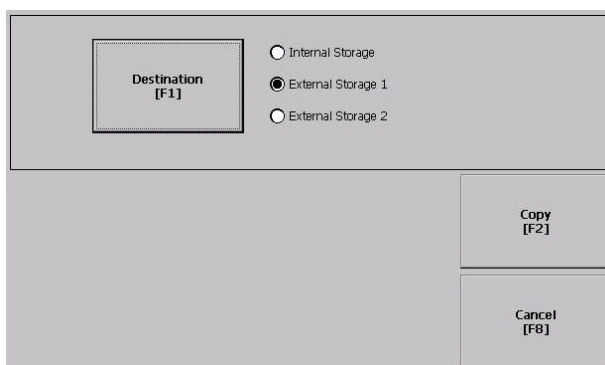 Destination
[F1]
Internal Storage
External Storage 1
External Storage 2
Copy
[F2]
Cancel
[F8]